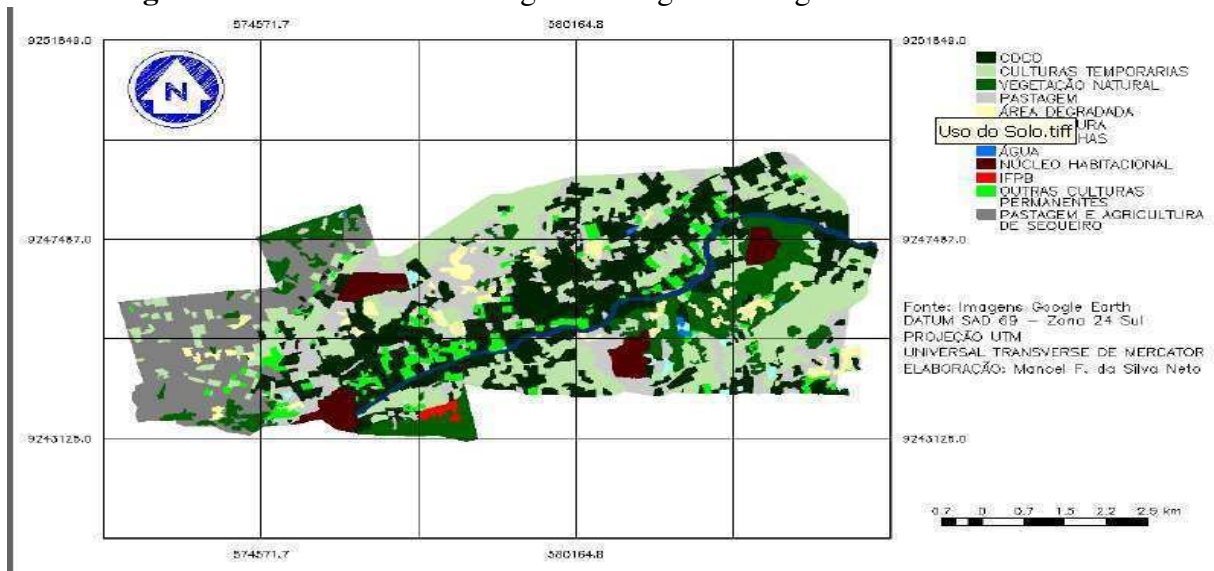 574571.7 580164.8
9251849.0 9251849.0
N
COCO
CULTURAS TEMPORARIAS
VEGETAÇÃO NATURAL
PASTAGEM
ÁREA DEGRADADA
Uso do Solo.tiff
ÁGUA
NÚCLEO HABITACIONAL
IFPB
OUTRAS CULTURAS
PERMANENTES
PASTAGEM E AGRICULTURA
DE SEQUEIRO
9247487.0 9247487.0
Fonte: Imagens Google Earth
DATUM SAD 69 – Zona 24 Sul
PROJEÇÃO UTM
UNIVERSAL TRANSVERSE DE MERCATOR
ELABORAÇÃO: Manoel F. da Silva Neto
9243125.0 9243125.0
0.7 0 0.7 1.5 2.2 2.9 km
574571.7 580164.8